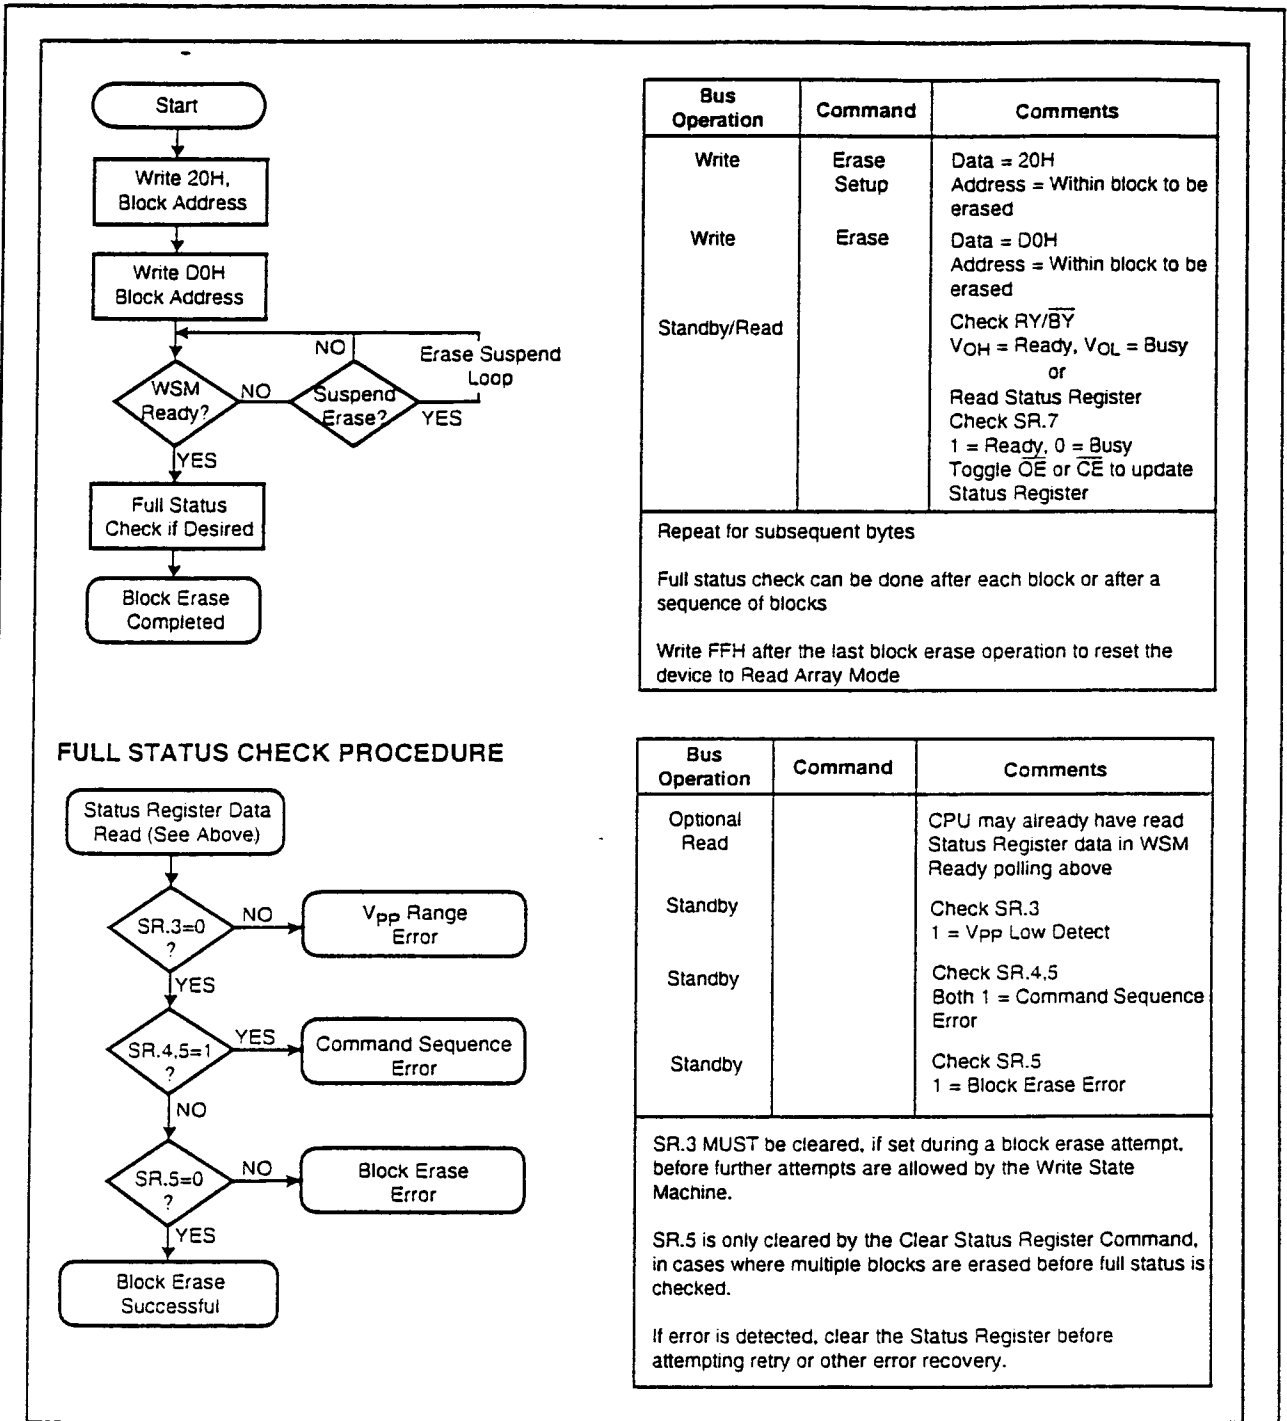 Start
Write 20H,
Block Address
Write D0H
Block Address
NO
Erase Suspend
Loop
WSM
Ready?
NO
Suspend
Erase?
YES
YES
Full Status
Check if Desired
Block Erase
Completed
Bus
Operation
Command
Comments
Write
Erase
Setup
Data = 20H
Address = Within block to be
erased
Write
Erase
Data = D0H
Address = Within block to be
erased
Standby/Read
Check RY/B̅Y̅
VOH = Ready, VOL = Busy
or
Read Status Register
Check SR.7
1 = Ready, 0 = Busy
Toggle O̅E̅ or C̅E̅ to update
Status Register
Repeat for subsequent bytes
Full status check can be done after each block or after a
sequence of blocks
Write FFH after the last block erase operation to reset the
device to Read Array Mode
FULL STATUS CHECK PROCEDURE
Status Register Data
Read (See Above)
SR.3=0
?
NO
VPP Range
Error
YES
SR.4,5=1
?
YES
Command Sequence
Error
NO
SR.5=0
?
NO
Block Erase
Error
YES
Block Erase
Successful
Bus
Operation
Command
Comments
Optional
Read
CPU may already have read
Status Register data in WSM
Ready polling above
Standby
Check SR.3
1 = VPP Low Detect
Standby
Check SR.4,5
Both 1 = Command Sequence
Error
Standby
Check SR.5
1 = Block Erase Error
SR.3 MUST be cleared, if set during a block erase attempt,
before further attempts are allowed by the Write State
Machine.
SR.5 is only cleared by the Clear Status Register Command,
in cases where multiple blocks are erased before full status is
checked.
If error is detected, clear the Status Register before
attempting retry or other error recovery.